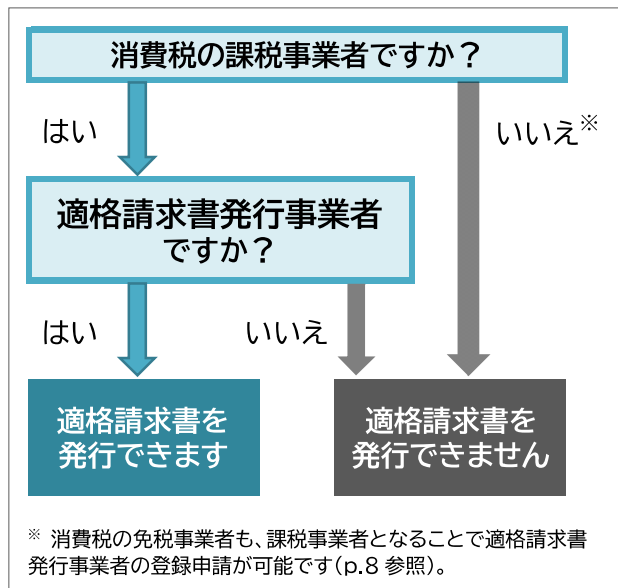 消費税の課税事業者ですか？
はい
いいえ※
適格請求書発行事業者
ですか？
はい
いいえ
適格請求書を
発行できます
適格請求書を
発行できません
※ 消費税の免税事業者も、課税事業者となることで適格請求書
発行事業者の登録申請が可能です(p.8 参照)。